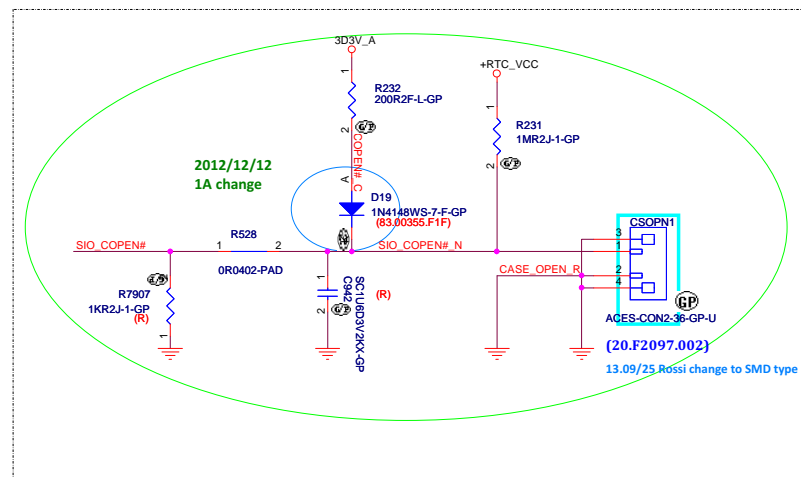 3D3V_A
+RTC_VCC
1
R232
200R2F-L-GP
2
G/P
COPEN#_C
1
R231
1MR2J-1-GP
2
G/P
2012/12/12
1A change
A
D19
1N4148WS-7-F-GP
(83.00355.F1F)
CSOPN1
SIO_COPEN#
1
R528
2
SIO_COPEN#_N
3
1
0R0402-PAD
CASE_OPEN_R
2
4
R7907
1KR2J-1-GP
(R)
1
1
2
G/P
C942
SC1U6D3V2KX-GP
(R)
GP
ACES-CON2-36-GP-U
(20.F2097.002)
13.09/25 Rossi change to SMD type